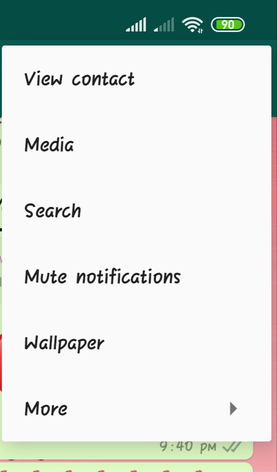 90
View contact
Media
Search
Mute notifications
Wallpaper
More
9:40 PM